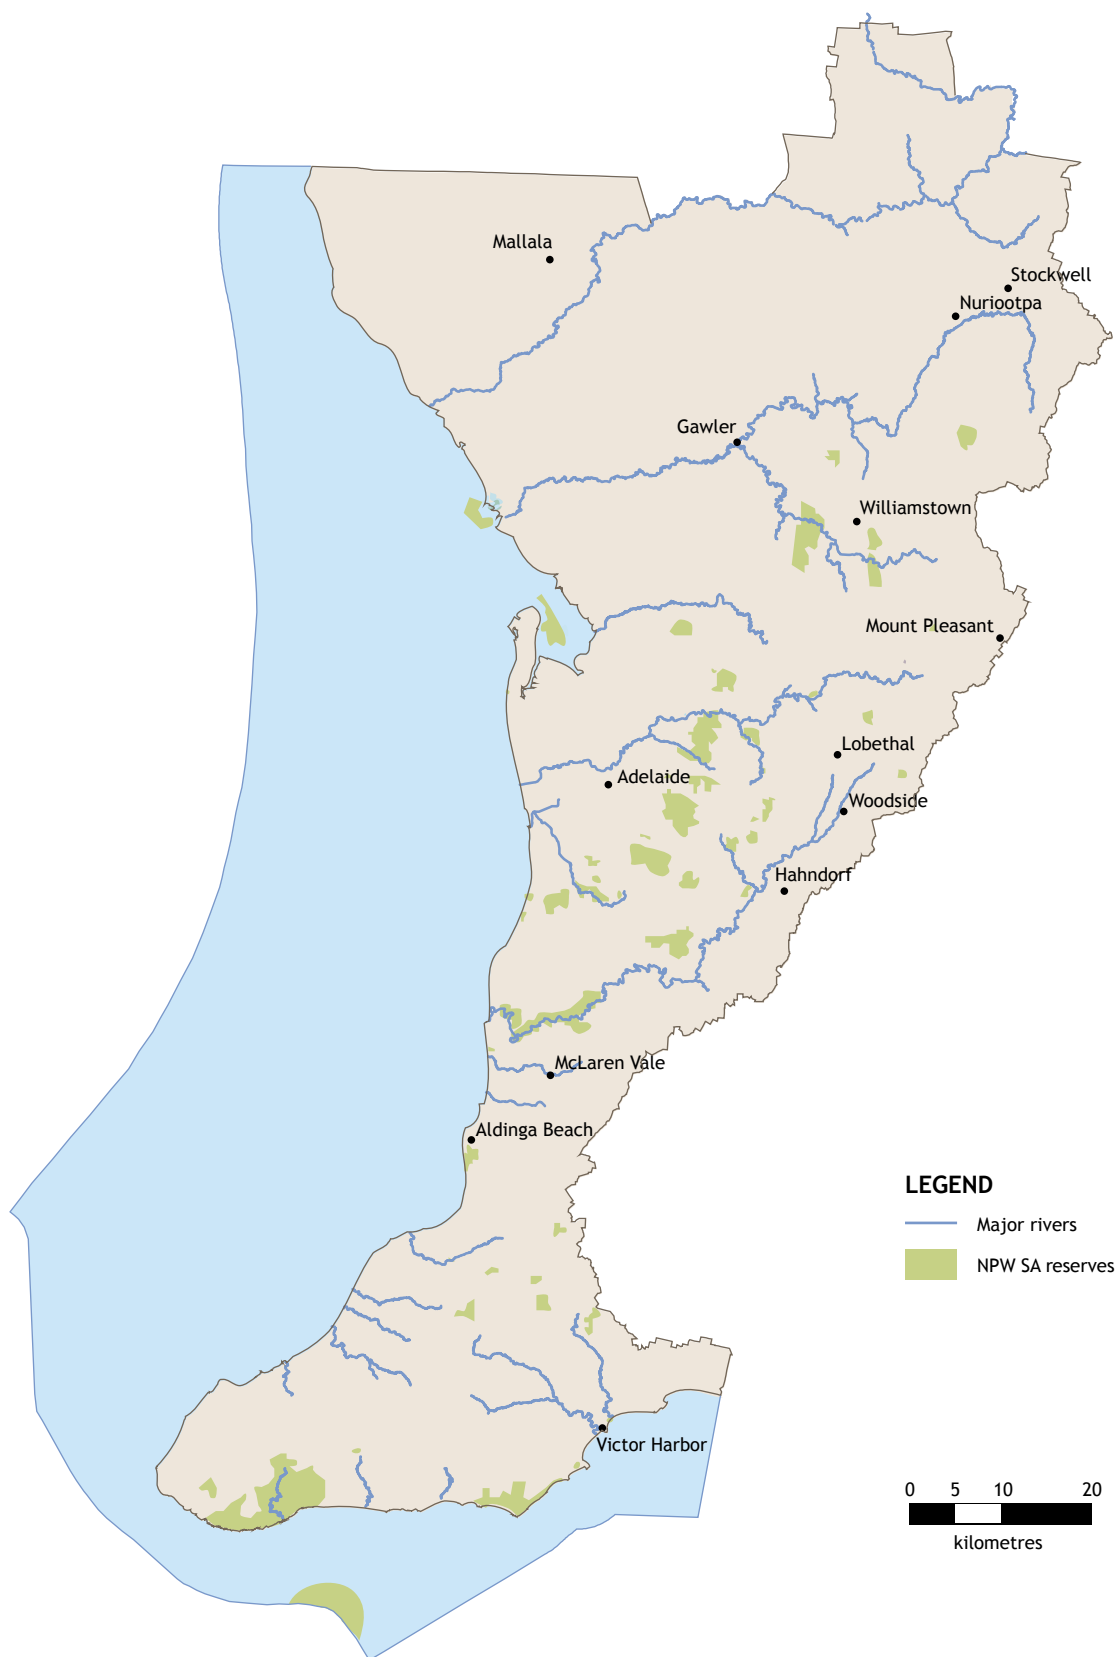 Mallala
Stockwell
Nuriootpa
Gawler
Williamstown
Mount Pleasant
Lobethal
Adelaide
Woodside
Hahndorf
McLaren Vale
Aldinga Beach
LEGEND
Major rivers
NPW SA reserves
Victor Harbor
0 5 10 20
kilometres